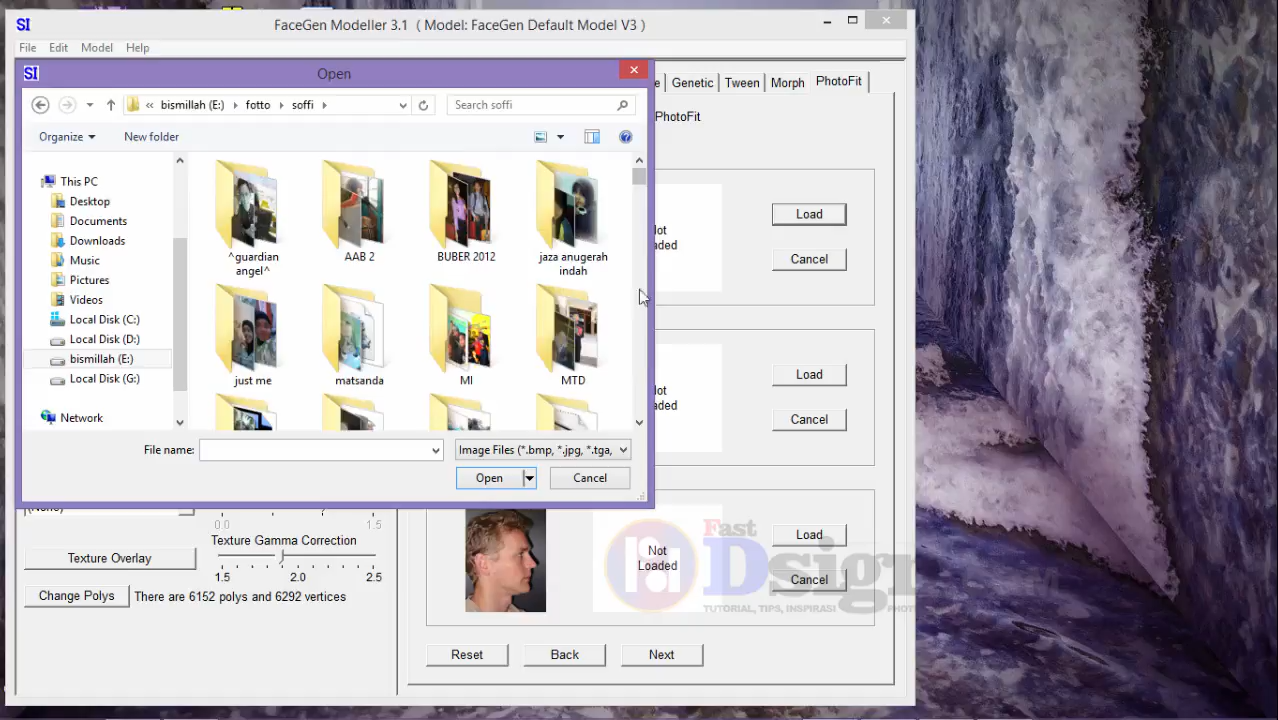 SI FaceGen Modeller 3.1 ( Model: FaceGen Default Model V3 )
File Edit Model Help
SI Open
Genetic Tween Morph PhotoFit
bismillah (E:) fotto soffi Search soffi
PhotoFit
Organize New folder
This PC
Desktop
Documents
Downloads
Music
Pictures
Videos
Local Disk (C:)
Local Disk (D:)
bismillah (E:)
Local Disk (G:)
Network
^guardian angel^
AAB 2
BUBER 2012
jaza anugerah indah
just me
matsanda
MI
MTD
File name: Image Files (*.bmp, *.jpg, *.tga,
Open Cancel
Load
Cancel
Load
Cancel
0.0 1.5
Texture Overlay
Texture Gamma Correction
1.5 2.0 2.5
Change Polys There are 6152 polys and 6292 vertices
Not
Loaded
Load
Cancel
Fast
Dsign
TUTORIAL, TIPS, INSPIRASI
Reset Back Next